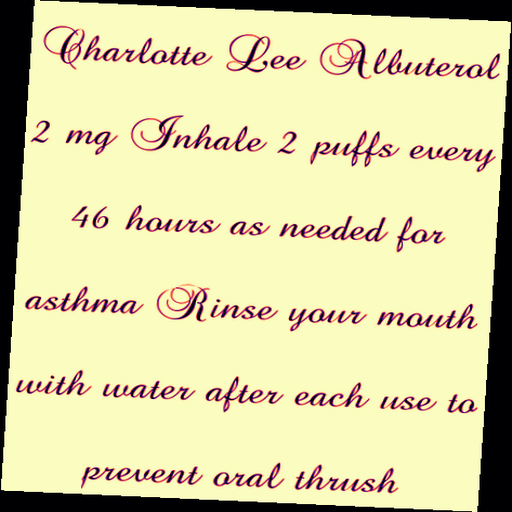 Charlotte Lee Albuterol
2 mg Inhale 2 puffs every
46 hours as needed for
asthma Rinse your mouth
with water after each use to
prevent oral thrush